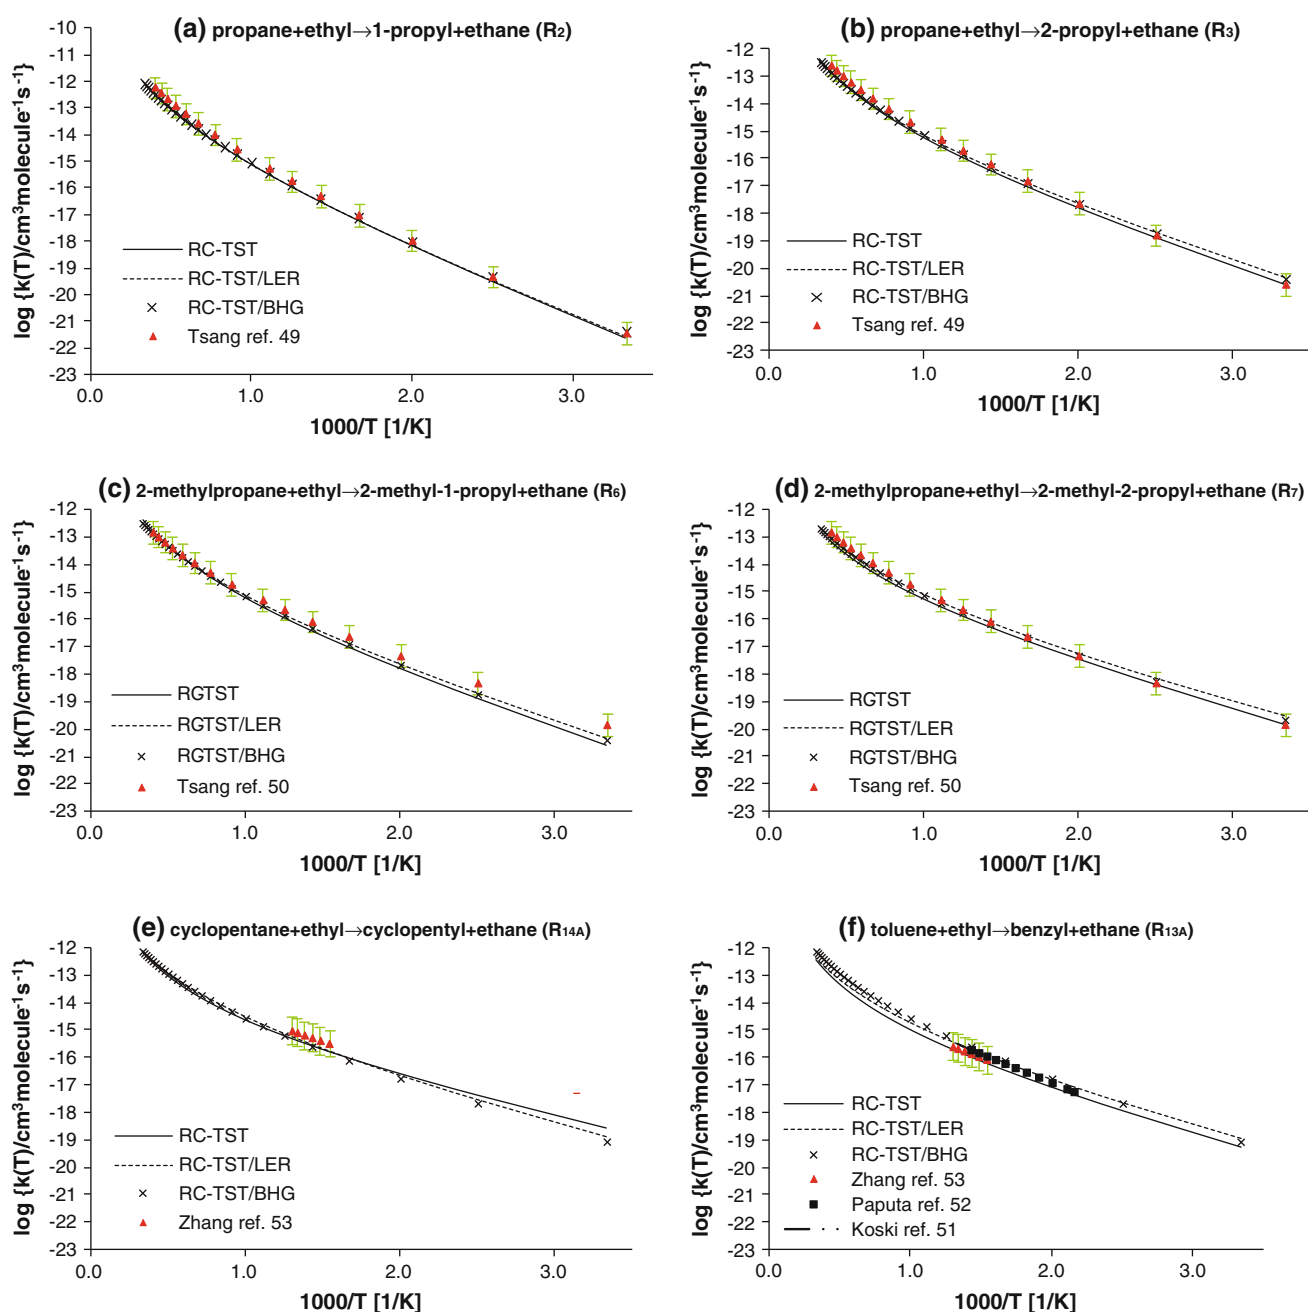 (a) propane+ethyl→1-propyl+ethane (R2)
log {k(T)/cm³molecule⁻¹s⁻¹}
-10
-11
-12
-13
-14
-15
-16
-17
-18
-19
-20
-21
-22
-23
RC-TST
RC-TST/LER
RC-TST/BHG
Tsang ref. 49
0.0 1.0 2.0 3.0
1000/T [1/K]
(b) propane+ethyl→2-propyl+ethane (R3)
log {k(T)/cm³molecule⁻¹s⁻¹}
-12
-13
-14
-15
-16
-17
-18
-19
-20
-21
-22
-23
RC-TST
RC-TST/LER
RC-TST/BHG
Tsang ref. 49
0.0 1.0 2.0 3.0
1000/T [1/K]
(c) 2-methylpropane+ethyl→2-methyl-1-propyl+ethane (R6)
log {k(T)/cm³molecule⁻¹s⁻¹}
-12
-13
-14
-15
-16
-17
-18
-19
-20
-21
-22
-23
RGTST
RGTST/LER
RGTST/BHG
Tsang ref. 50
0.0 1.0 2.0 3.0
1000/T [1/K]
(d) 2-methylpropane+ethyl→2-methyl-2-propyl+ethane (R7)
log {k(T)/cm³molecule⁻¹s⁻¹}
-12
-13
-14
-15
-16
-17
-18
-19
-20
-21
-22
-23
RGTST
RGTST/LER
RGTST/BHG
Tsang ref. 50
0.0 1.0 2.0 3.0
1000/T [1/K]
(e) cyclopentane+ethyl→cyclopentyl+ethane (R14A)
log {k(T)/cm³molecule⁻¹s⁻¹}
-12
-13
-14
-15
-16
-17
-18
-19
-20
-21
-22
-23
RC-TST
RC-TST/LER
RC-TST/BHG
Zhang ref. 53
0.0 1.0 2.0 3.0
1000/T [1/K]
(f) toluene+ethyl→benzyl+ethane (R13A)
log {k(T)/cm³molecule⁻¹s⁻¹}
-12
-13
-14
-15
-16
-17
-18
-19
-20
-21
-22
-23
RC-TST
RC-TST/LER
RC-TST/BHG
Zhang ref. 53
Paputa ref. 52
Koski ref. 51
0.0 1.0 2.0 3.0
1000/T [1/K]